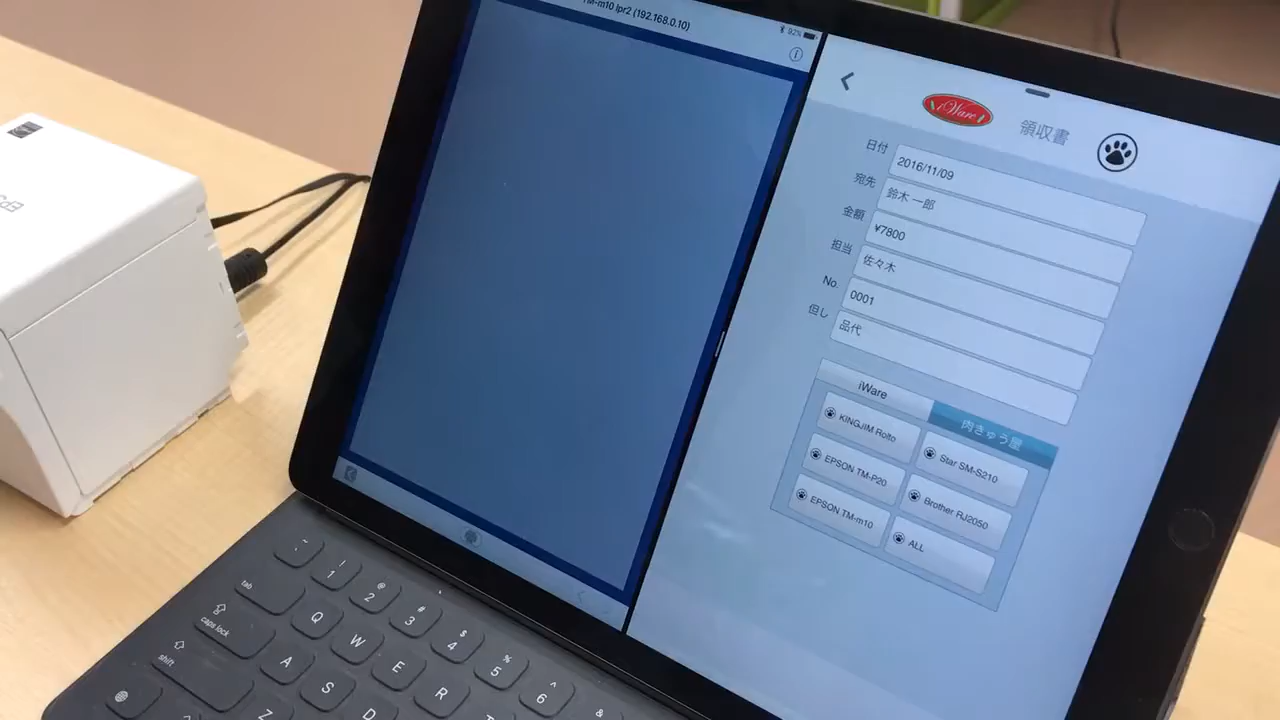 TM-m10 lpr2 (192.168.0.10)
92%
iWare
領収書
日付
2016/11/09
宛先
鈴木 一郎
金額
¥7800
担当
佐々木
No.
0001
但し
品代
iWare
肉きゅう屋
KINGJIM Rolto
Star SM-S210
EPSON TM-P20
Brother RJ2050
EPSON TM-m10
ALL
~
! 1
@ 2
# 3
$ 4
% 5
^ 6
&
tab
Q
W
E
R
caps lock
A
S
D
shift
Z